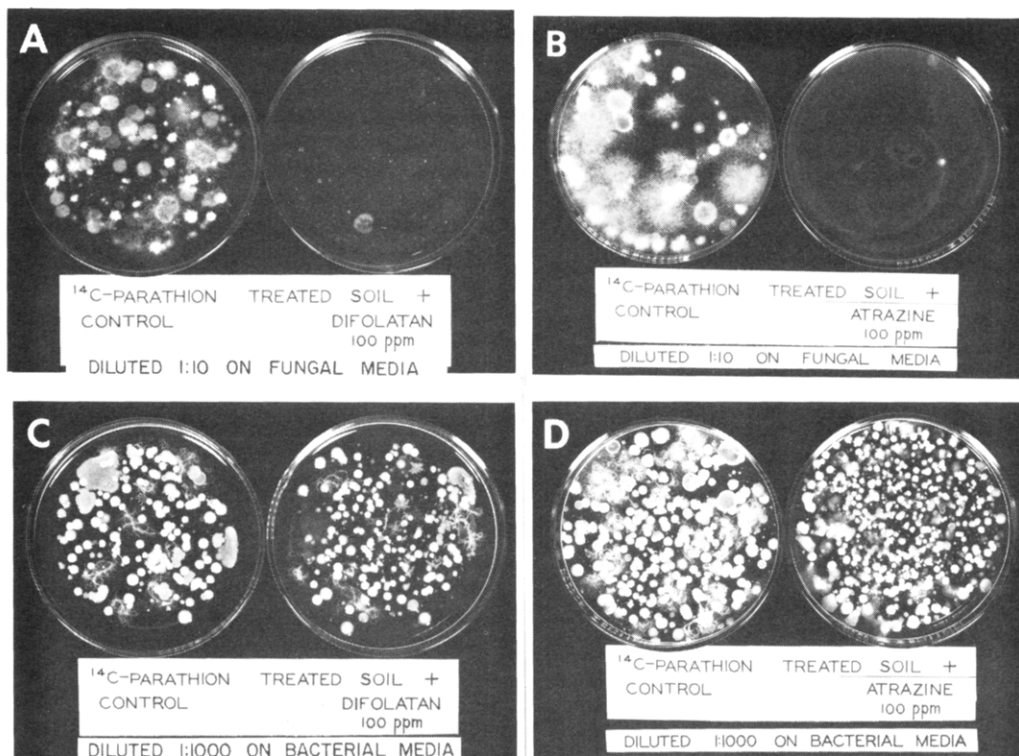 A
¹⁴C-PARATHION TREATED SOIL +
CONTROL DIFOLATAN
100 ppm
DILUTED 1:10 ON FUNGAL MEDIA
B
¹⁴C-PARATHION TREATED SOIL +
CONTROL ATRAZINE
100 ppm
DILUTED 1:10 ON FUNGAL MEDIA
C
¹⁴C-PARATHION TREATED SOIL +
CONTROL DIFOLATAN
100 ppm
DILUTED 1:1000 ON BACTERIAL MEDIA
D
¹⁴C-PARATHION TREATED SOIL +
CONTROL ATRAZINE
100 ppm
DILUTED 1:1000 ON BACTERIAL MEDIA